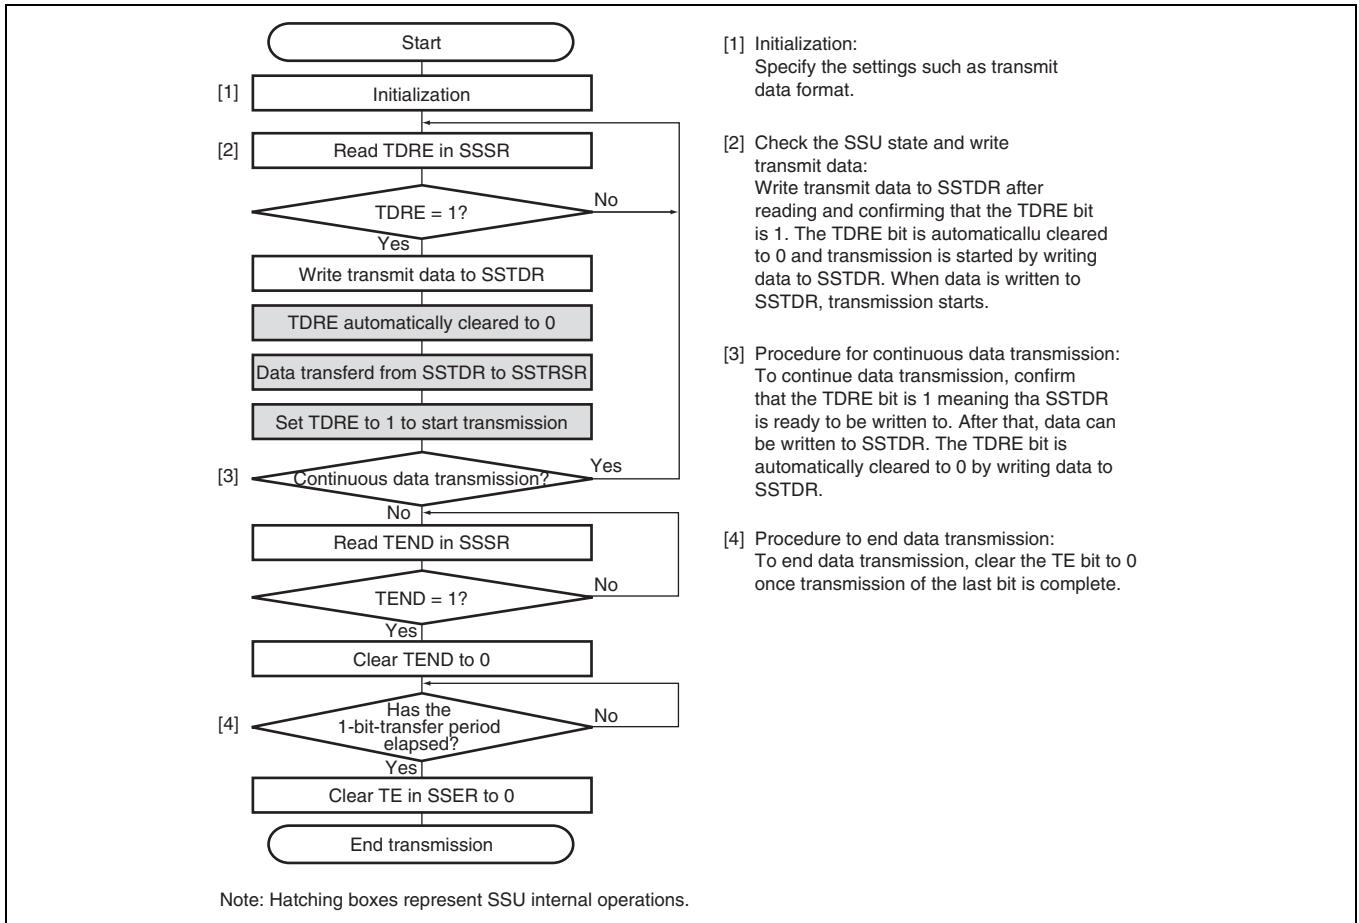 Start
[1] Initialization
[2] Read TDRE in SSSR
TDRE = 1?
No
Yes
Write transmit data to SSTDR
TDRE automatically cleared to 0
Data transferd from SSTDR to SSTRSR
Set TDRE to 1 to start transmission
[3] Continuous data transmission?
Yes
No
Read TEND in SSSR
TEND = 1?
No
Yes
Clear TEND to 0
[4] Has the
1-bit-transfer period
elapsed?
No
Yes
Clear TE in SSER to 0
End transmission
[1] Initialization:
Specify the settings such as transmit
data format.
[2] Check the SSU state and write
transmit data:
Write transmit data to SSTDR after
reading and confirming that the TDRE bit
is 1. The TDRE bit is automaticallu cleared
to 0 and transmission is started by writing
data to SSTDR. When data is written to
SSTDR, transmission starts.
[3] Procedure for continuous data transmission:
To continue data transmission, confirm
that the TDRE bit is 1 meaning tha SSTDR
is ready to be written to. After that, data can
be written to SSTDR. The TDRE bit is
automatically cleared to 0 by writing data to
SSTDR.
[4] Procedure to end data transmission:
To end data transmission, clear the TE bit to 0
once transmission of the last bit is complete.
Note: Hatching boxes represent SSU internal operations.